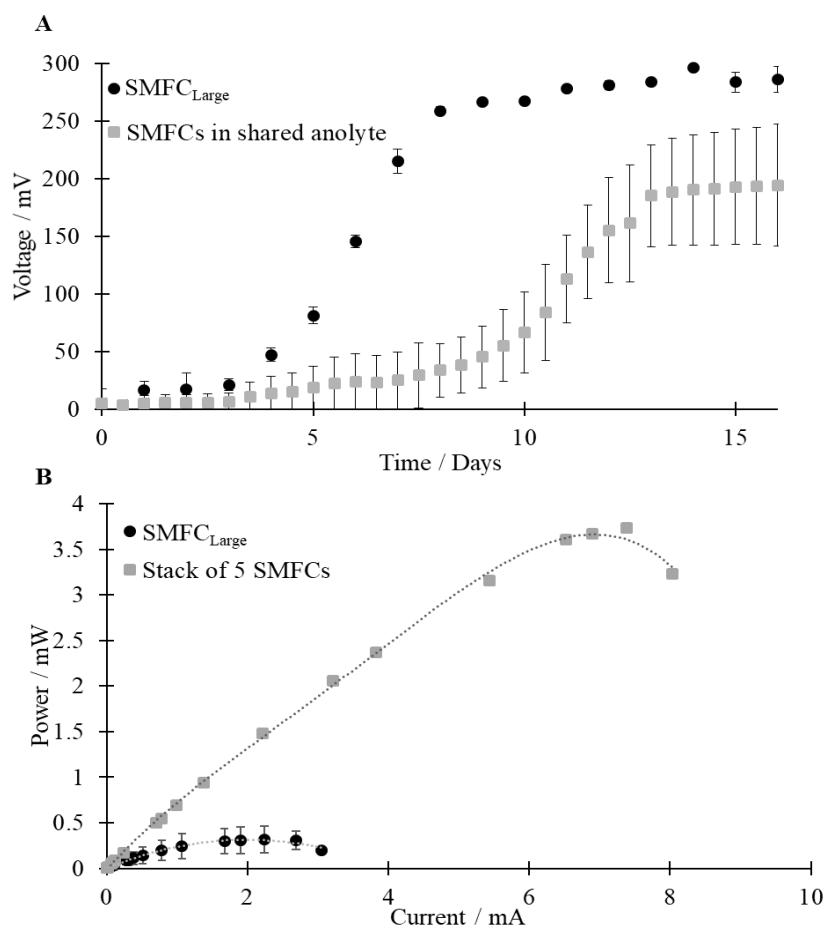 A
300
250
200
150
100
50
0
Voltage / mV
SMFC_Large
SMFCs in shared anolyte
0 5 10 15
Time / Days
B
4
3.5
3
2.5
2
1.5
1
0.5
0
Power / mW
SMFC_Large
Stack of 5 SMFCs
0 2 4 6 8 10
Current / mA